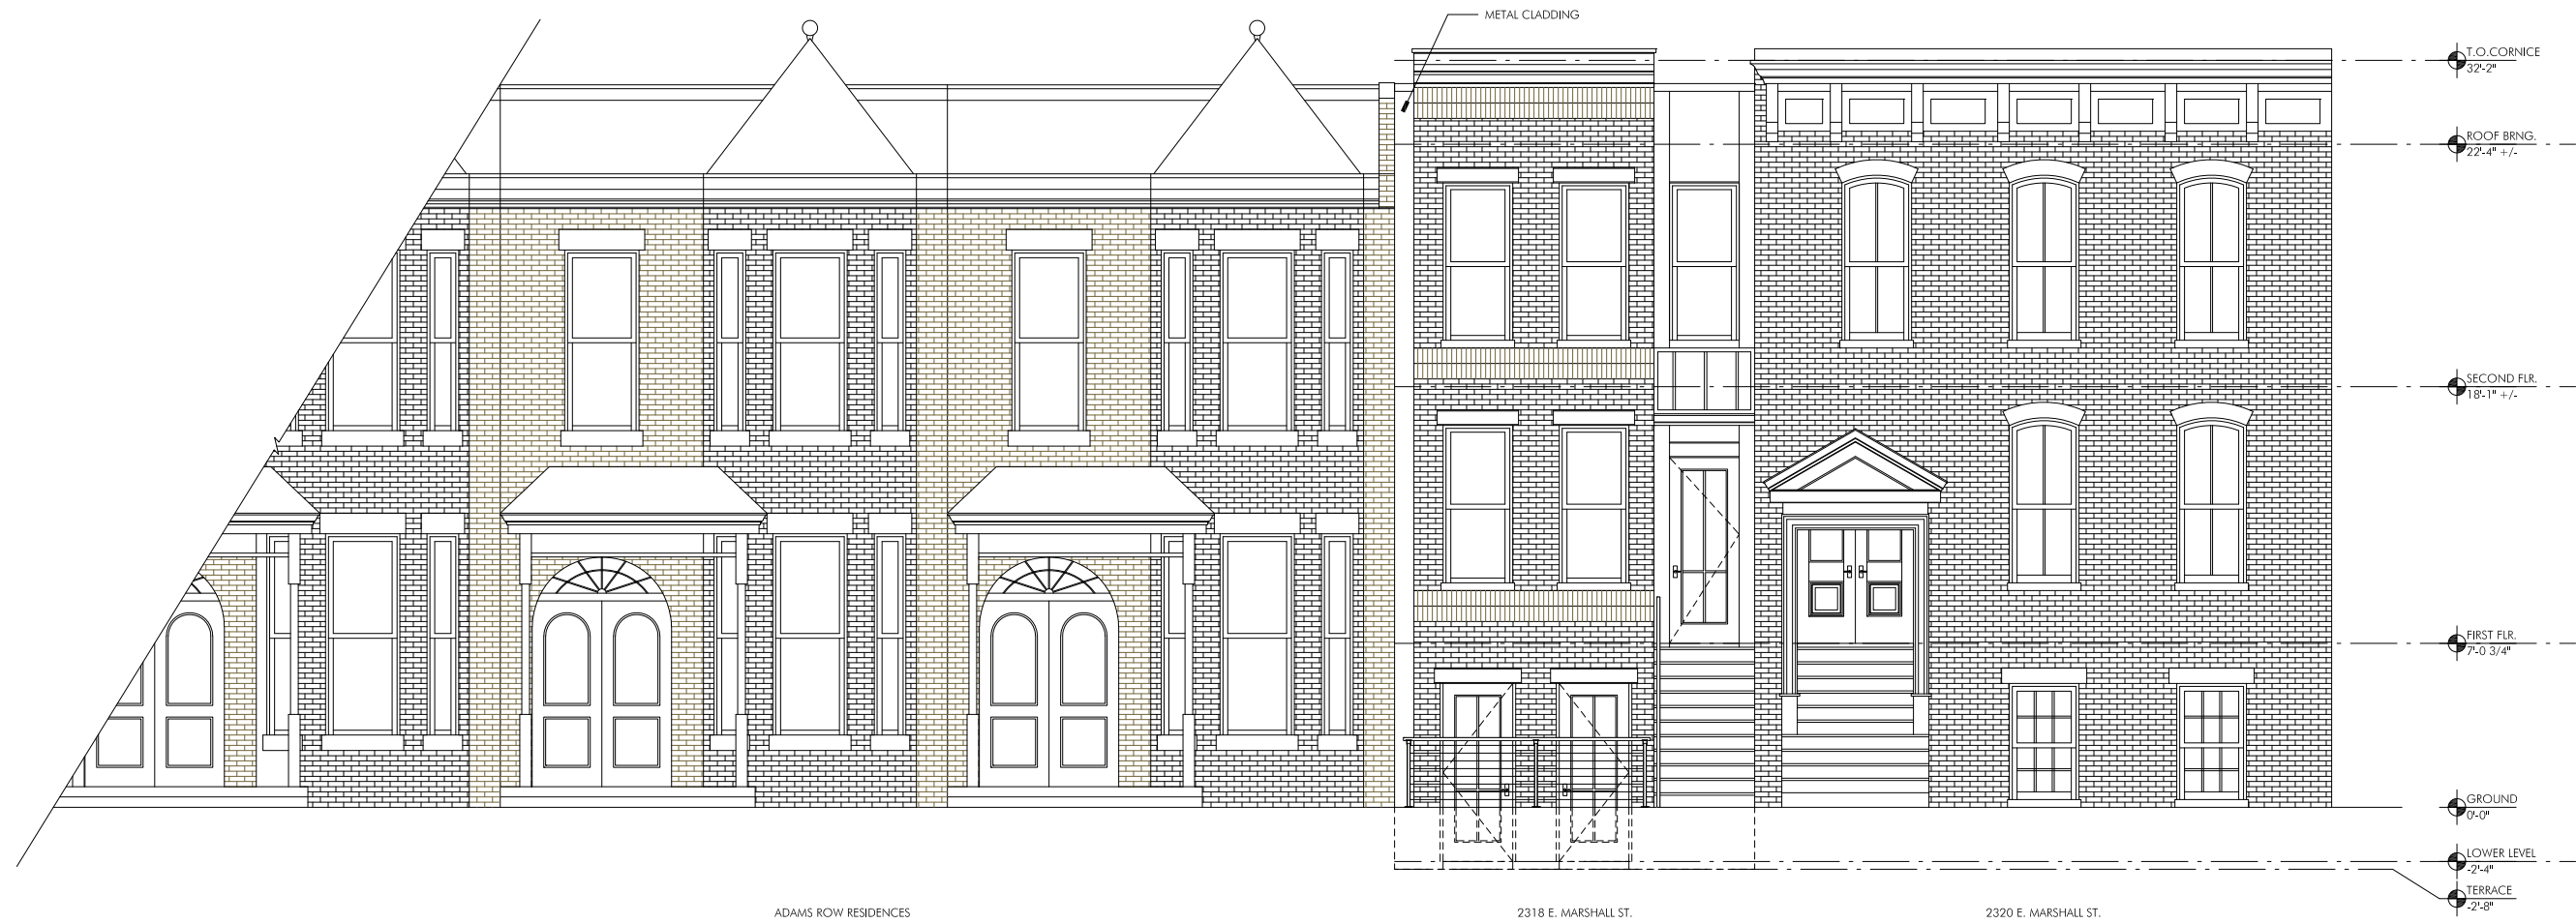 METAL CLADDING
T.O.CORNICE
32'-2"
ROOF BRNG.
22'-4" +/-
SECOND FLR.
18'-1" +/-
FIRST FLR.
7'-0 3/4"
GROUND
0'-0"
LOWER LEVEL
-2'-4"
TERRACE
-2'-8"
ADAMS ROW RESIDENCES
2318 E. MARSHALL ST.
2320 E. MARSHALL ST.